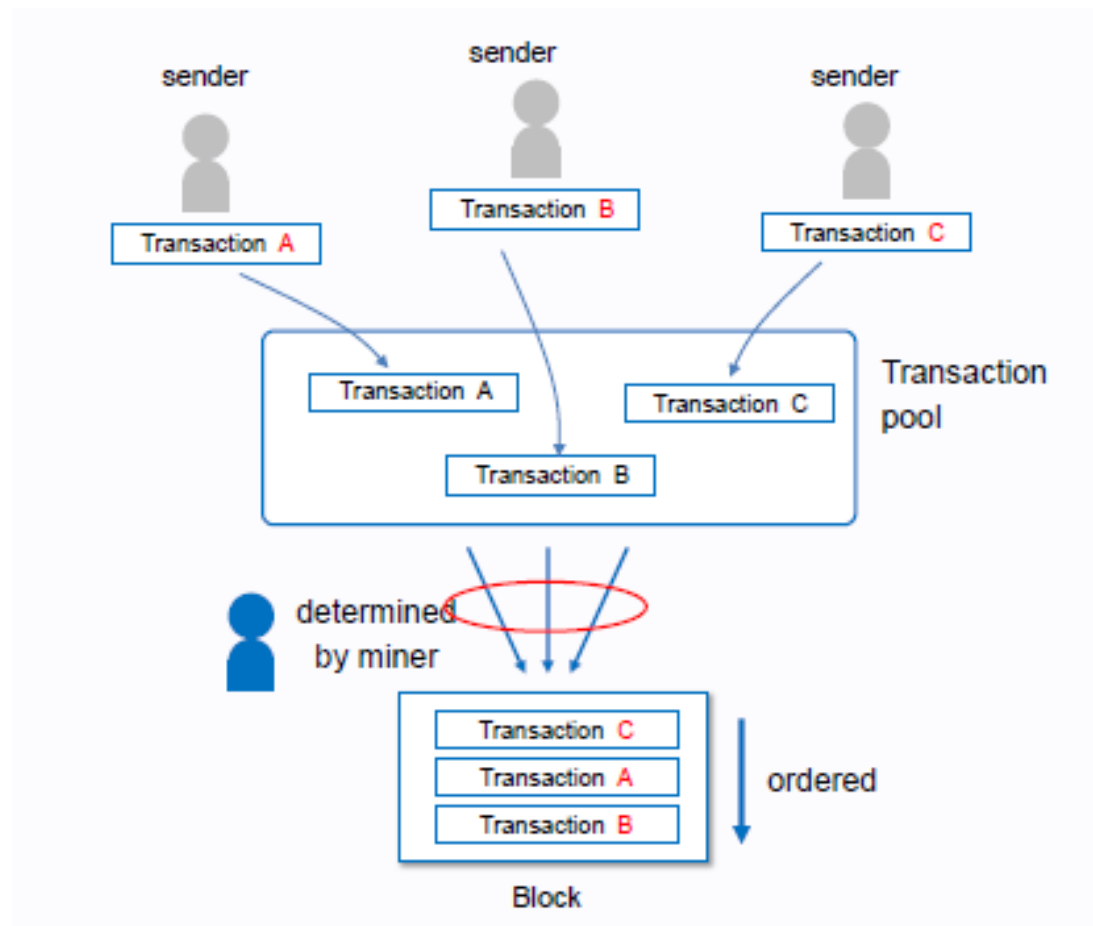 sender
sender
sender
Transaction A
Transaction B
Transaction C
Transaction A
Transaction C
Transaction B
Transaction
pool
determined
by miner
Transaction C
Transaction A
Transaction B
ordered
Block